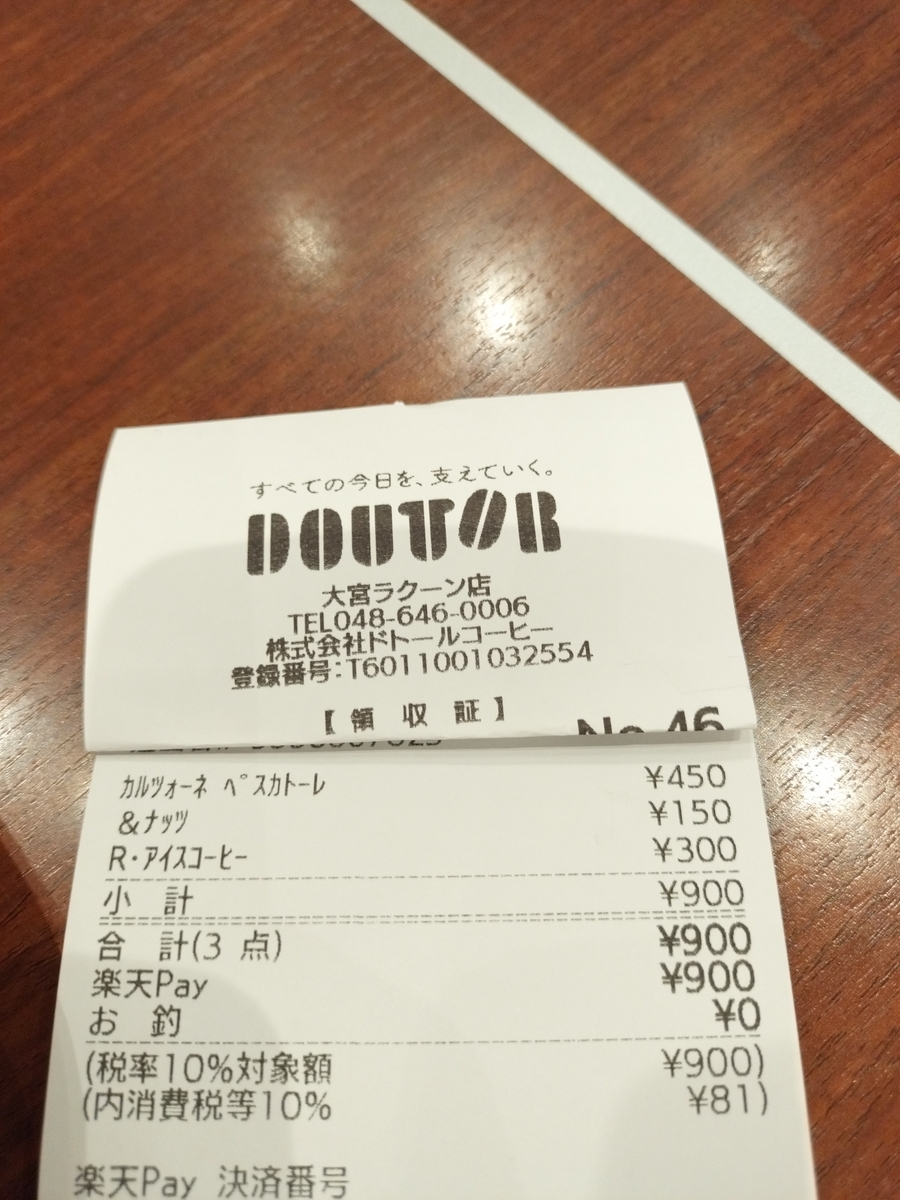 すべての今日を、支えていく。
DOUTOR
大宮ラクーン店
TEL048-646-0006
株式会社ドトールコーヒー
登録番号:T6011001032554
【領 収 証】
No.46
カルツォーネ ペスカトーレ ¥450
&ナッツ ¥150
R・アイスコーヒー ¥300
小 計 ¥900
合 計(3 点) ¥900
楽天Pay ¥900
お 釣 ¥0
(税率10%対象額 ¥900)
(内消費税等10% ¥81)
楽天Pay 決済番号